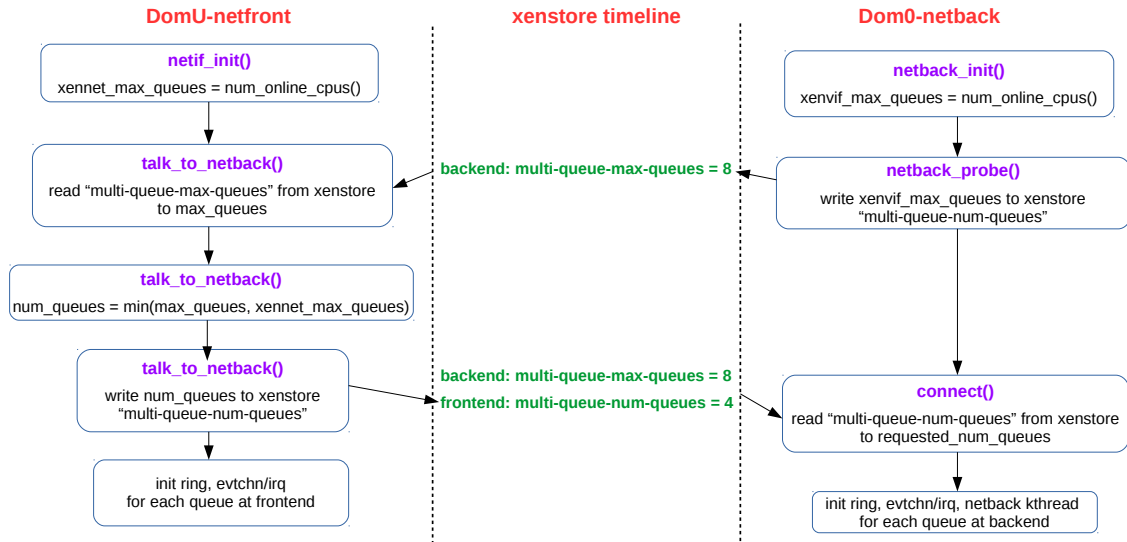 DomU-netfront
xenstore timeline
Dom0-netback
netif_init()
xennet_max_queues = num_online_cpus()
netback_init()
xenvif_max_queues = num_online_cpus()
talk_to_netback()
read “multi-queue-max-queues” from xenstore
to max_queues
backend: multi-queue-max-queues = 8
netback_probe()
write xenvif_max_queues to xenstore
“multi-queue-num-queues”
talk_to_netback()
num_queues = min(max_queues, xennet_max_queues)
talk_to_netback()
write num_queues to xenstore
“multi-queue-num-queues”
backend: multi-queue-max-queues = 8
frontend: multi-queue-num-queues = 4
connect()
read “multi-queue-num-queues” from xenstore
to requested_num_queues
init ring, evtchn/irq
for each queue at frontend
init ring, evtchn/irq, netback kthread
for each queue at backend